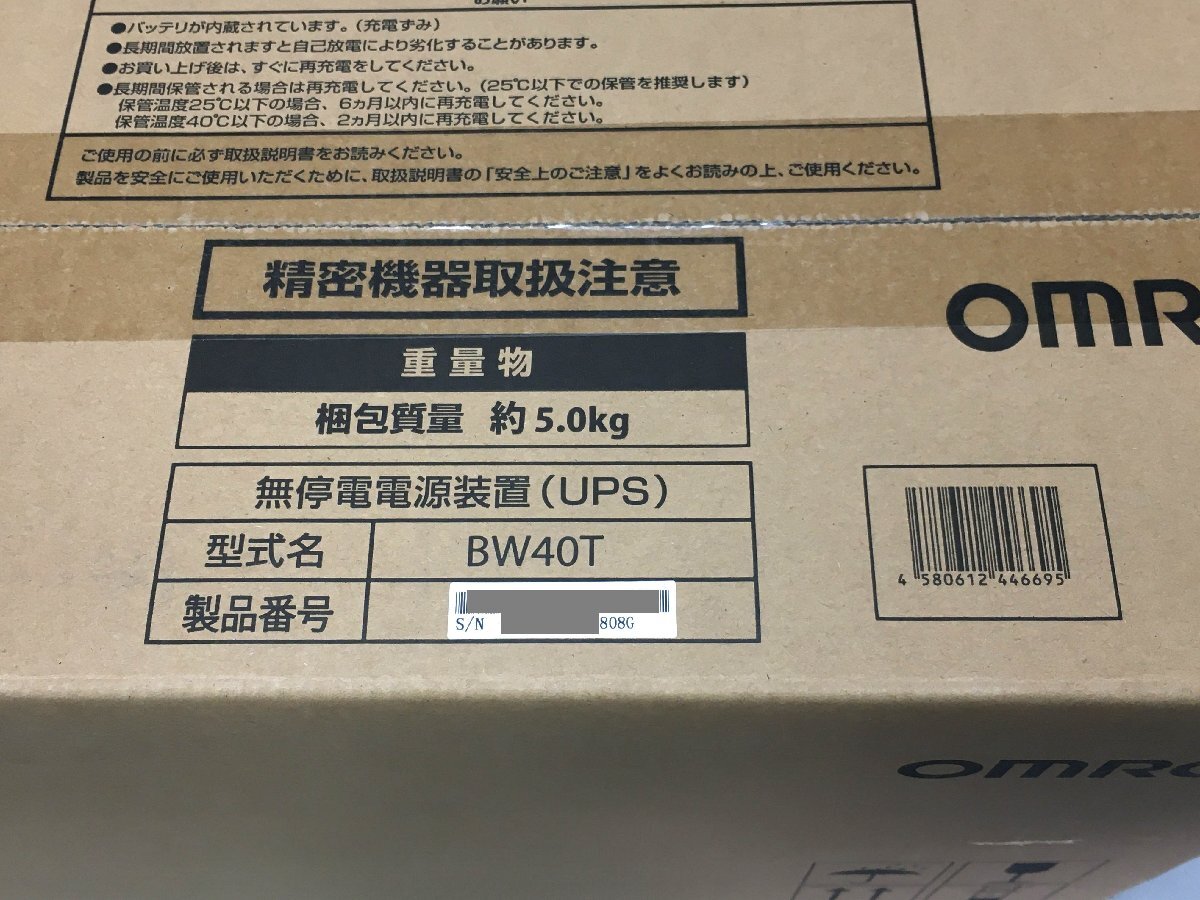 ●バッテリが内蔵されています。(充電ずみ)
●長期間放置されますと自己放電により劣化することがあります。
●お買い上げ後は、すぐに再充電をしてください。
●長期間保管される場合は再充電してください。(25℃以下での保管を推奨します)
保管温度25℃以下の場合、6ヵ月以内に再充電してください。
保管温度40℃以下の場合、2ヵ月以内に再充電してください。
ご使用の前に必ず取扱説明書をお読みください。
製品を安全にご使用いただくために、取扱説明書の「安全上のご注意」をよくお読みの上、ご使用ください。
精密機器取扱注意
OMR
重量物
梱包質量 約5.0kg
無停電電源装置(UPS)
型式名 BW40T
製品番号
S/N 808G
4 580612 446695
OMRO